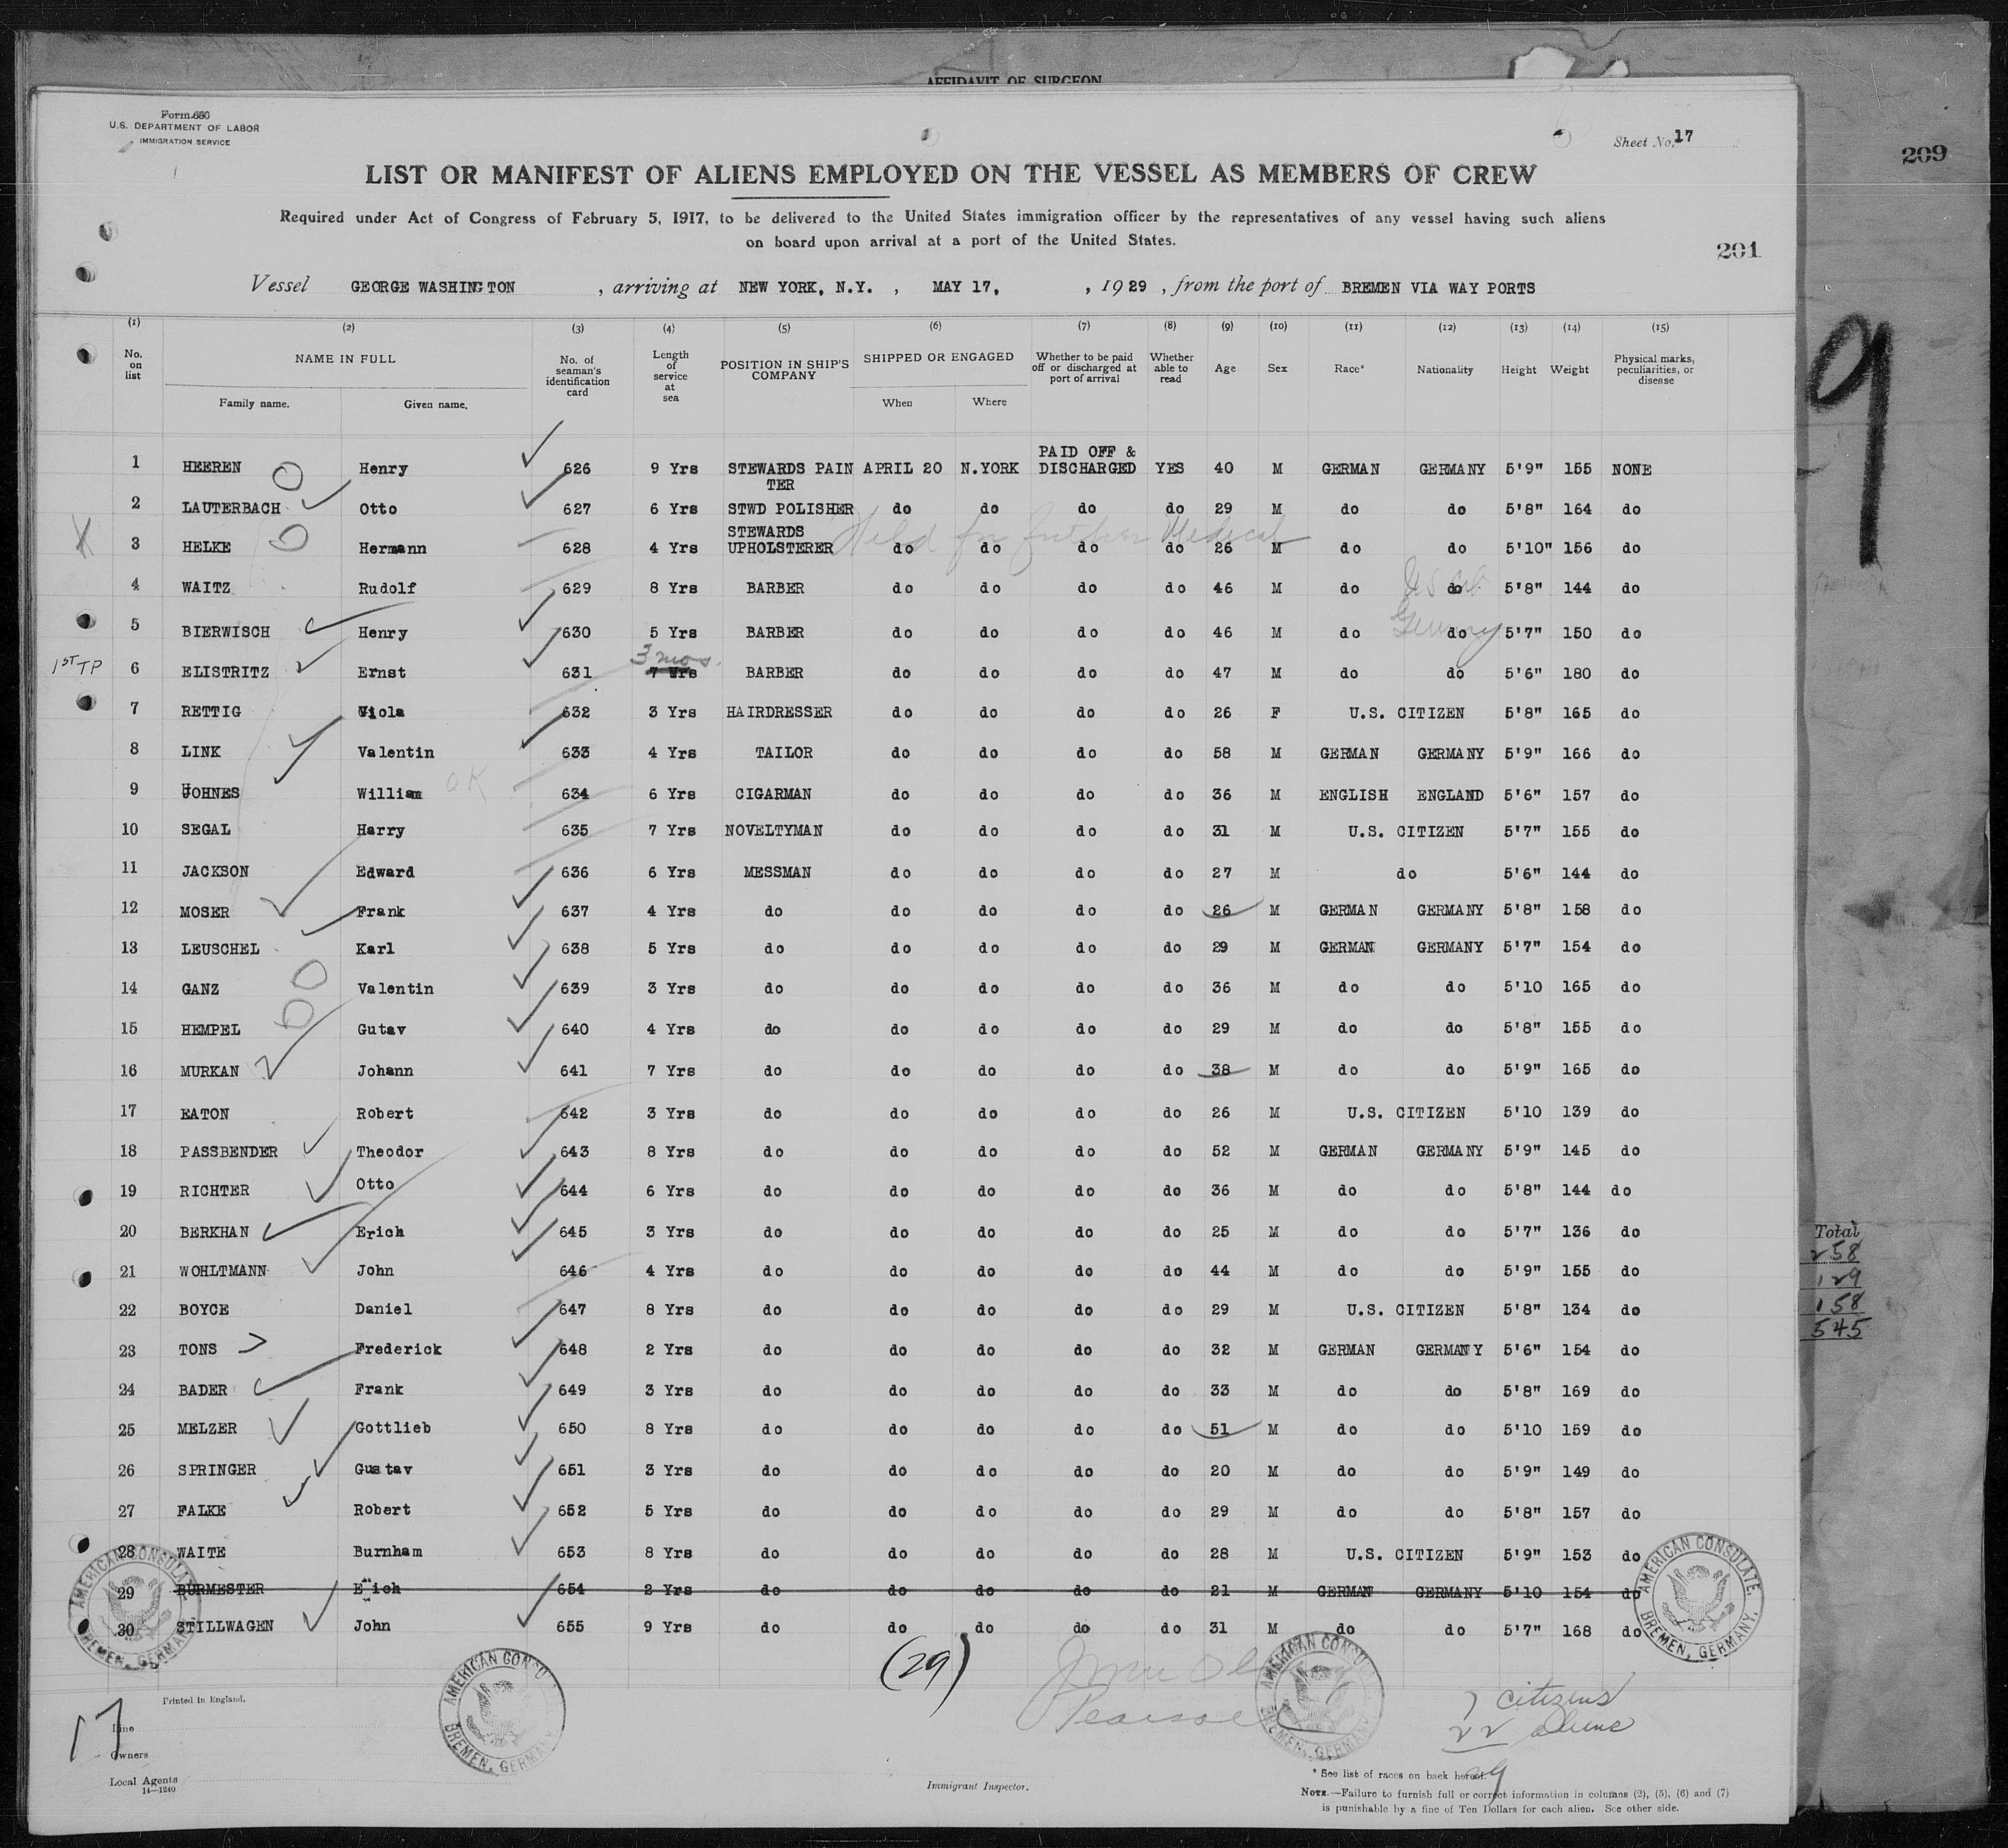 AFFIDAVIT OF SURGEON
Form 680
U.S. DEPARTMENT OF LABOR
IMMIGRATION SERVICE
Sheet No. 17
209
LIST OR MANIFEST OF ALIENS EMPLOYED ON THE VESSEL AS MEMBERS OF CREW
Required under Act of Congress of February 5, 1917, to be delivered to the United States immigration officer by the representatives of any vessel having such aliens
on board upon arrival at a port of the United States.
201
Vessel GEORGE WASHINGTON , arriving at NEW YORK, N.Y. , MAY 17, , 1929 , from the port of BREMEN VIA WAY PORTS
9
(1) (2) (3) (4) (5) (6) (7) (8) (9) (10) (11) (12) (13) (14) (15)
No. on list NAME IN FULL No. of seaman's identification card Length of service at sea POSITION IN SHIP'S COMPANY SHIPPED OR ENGAGED Whether to be paid off or discharged at port of arrival Whether able to read Age Sex Race* Nationality Height Weight Physical marks, peculiarities, or disease
Family name. Given name. When Where
1 HEEREN Henry 626 9 Yrs STEWARDS PAINTER APRIL 20 N.YORK PAID OFF & DISCHARGED YES 40 M GERMAN GERMANY 5'9" 155 NONE
2 LAUTERBACH Otto 627 6 Yrs STWD POLISHER do do do do 29 M do do 5'8" 164 do
Held for further Medical
X 3 HELKE Hermann 628 4 Yrs STEWARDS UPHOLSTERER do do do do 26 M do do 5'10" 156 do
4 WAITZ Rudolf 629 8 Yrs BARBER do do do do 46 M do do 5'8" 144 do
5 BIERWISCH Henry 630 5 Yrs BARBER do do do do 46 M do do Germany 5'7" 150 do
1ST TP 6 ELISTRITZ Ernst 631 7 Yrs 3 mos. BARBER do do do do 47 M do do 5'6" 180 do
7 RETTIG Viola 632 3 Yrs HAIRDRESSER do do do do 26 F U.S. CITIZEN 5'8" 165 do
8 LINK Valentin 633 4 Yrs TAILOR do do do do 58 M GERMAN GERMANY 5'9" 166 do
9 JOHNES William OK 634 6 Yrs CIGARMAN do do do do 36 M ENGLISH ENGLAND 5'6" 157 do
10 SEGAL Harry 635 7 Yrs NOVELTYMAN do do do do 31 M U.S. CITIZEN 5'7" 155 do
11 JACKSON Edward 636 6 Yrs MESSMAN do do do do 27 M do 5'6" 144 do
12 MOSER Frank 637 4 Yrs do do do do do 26 M GERMAN GERMANY 5'8" 158 do
13 LEUSCHEL Karl 638 5 Yrs do do do do do 29 M GERMAN GERMANY 5'7" 154 do
14 GANZ Valentin 639 3 Yrs do do do do do 36 M do do 5'10 165 do
15 HEMPEL Gutav 640 4 Yrs do do do do do 29 M do do 5'8" 155 do
16 MURKAN Johann 641 7 Yrs do do do do do 38 M do do 5'9" 165 do
17 EATON Robert 642 3 Yrs do do do do do 26 M U.S. CITIZEN 5'10 139 do
18 PASSBENDER Theodor 643 8 Yrs do do do do do 52 M GERMAN GERMANY 5'9" 145 do
19 RICHTER Otto 644 6 Yrs do do do do do 36 M do do 5'8" 144 do
20 BERKHAN Erich 645 3 Yrs do do do do do 25 M do do 5'7" 136 do
21 WOHLTMANN John 646 4 Yrs do do do do do 44 M do do 5'9" 155 do
22 BOYCE Daniel 647 8 Yrs do do do do do 29 M U.S. CITIZEN 5'8" 134 do
23 TONS Frederick 648 2 Yrs do do do do do 32 M GERMAN GERMANY 5'6" 154 do
24 BADER Frank 649 3 Yrs do do do do do 33 M do do 5'8" 169 do
25 MELZER Gottlieb 650 8 Yrs do do do do do 51 M do do 5'10 159 do
26 SPRINGER Gustav 651 3 Yrs do do do do do 20 M do do 5'9" 149 do
27 FALKE Robert 652 5 Yrs do do do do do 29 M do do 5'8" 157 do
28 WAITE Burnham 653 8 Yrs do do do do do 28 M U.S. CITIZEN 5'9" 153 do
29 BURMESTER Erich 654 2 Yrs do do do do do 21 M GERMAN GERMANY 5'10 154 do
30 STILLWAGEN John 655 9 Yrs do do do do do 31 M do do 5'7" 168 do
Total
258
129
158
545
AMERICAN CONSULATE, BREMEN, GERMANY.
AMERICAN CONSULATE, BREMEN, GERMANY.
AMERICAN CONSU BREMEN, GERMANY
AMERICAN CONSULATE, BREMEN, GERMANY
(29)
Pearson
7 citizens
22 aliens
29
17
Printed in England.
Line
Owners
Local Agents
14—1240
Immigrant Inspector.
* See list of races on back hereof.
NOTE.—Failure to furnish full or correct information in columns (2), (5), (6) and (7)
is punishable by a fine of Ten Dollars for each alien. See other side.